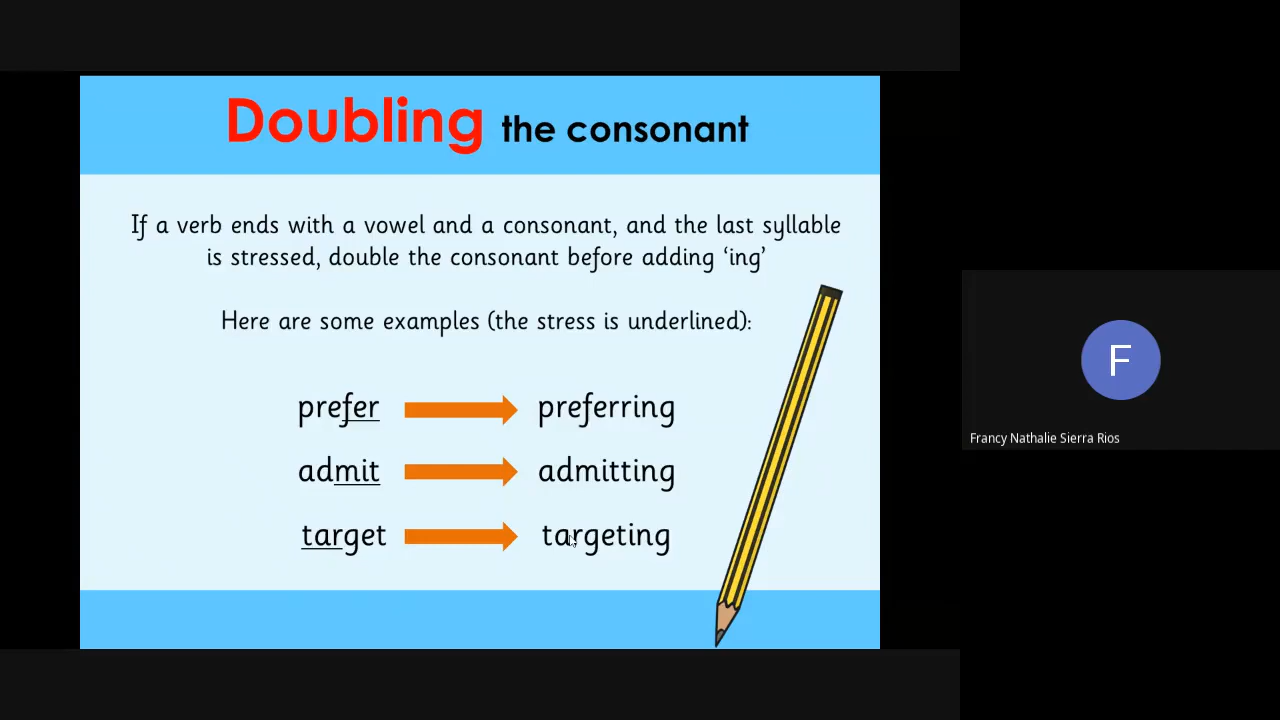 Doubling the consonant
If a verb ends with a vowel and a consonant, and the last syllable
is stressed, double the consonant before adding ‘ing’
Here are some examples (the stress is underlined):
prefer preferring
admit admitting
target targeting
F
Francy Nathalie Sierra Rios